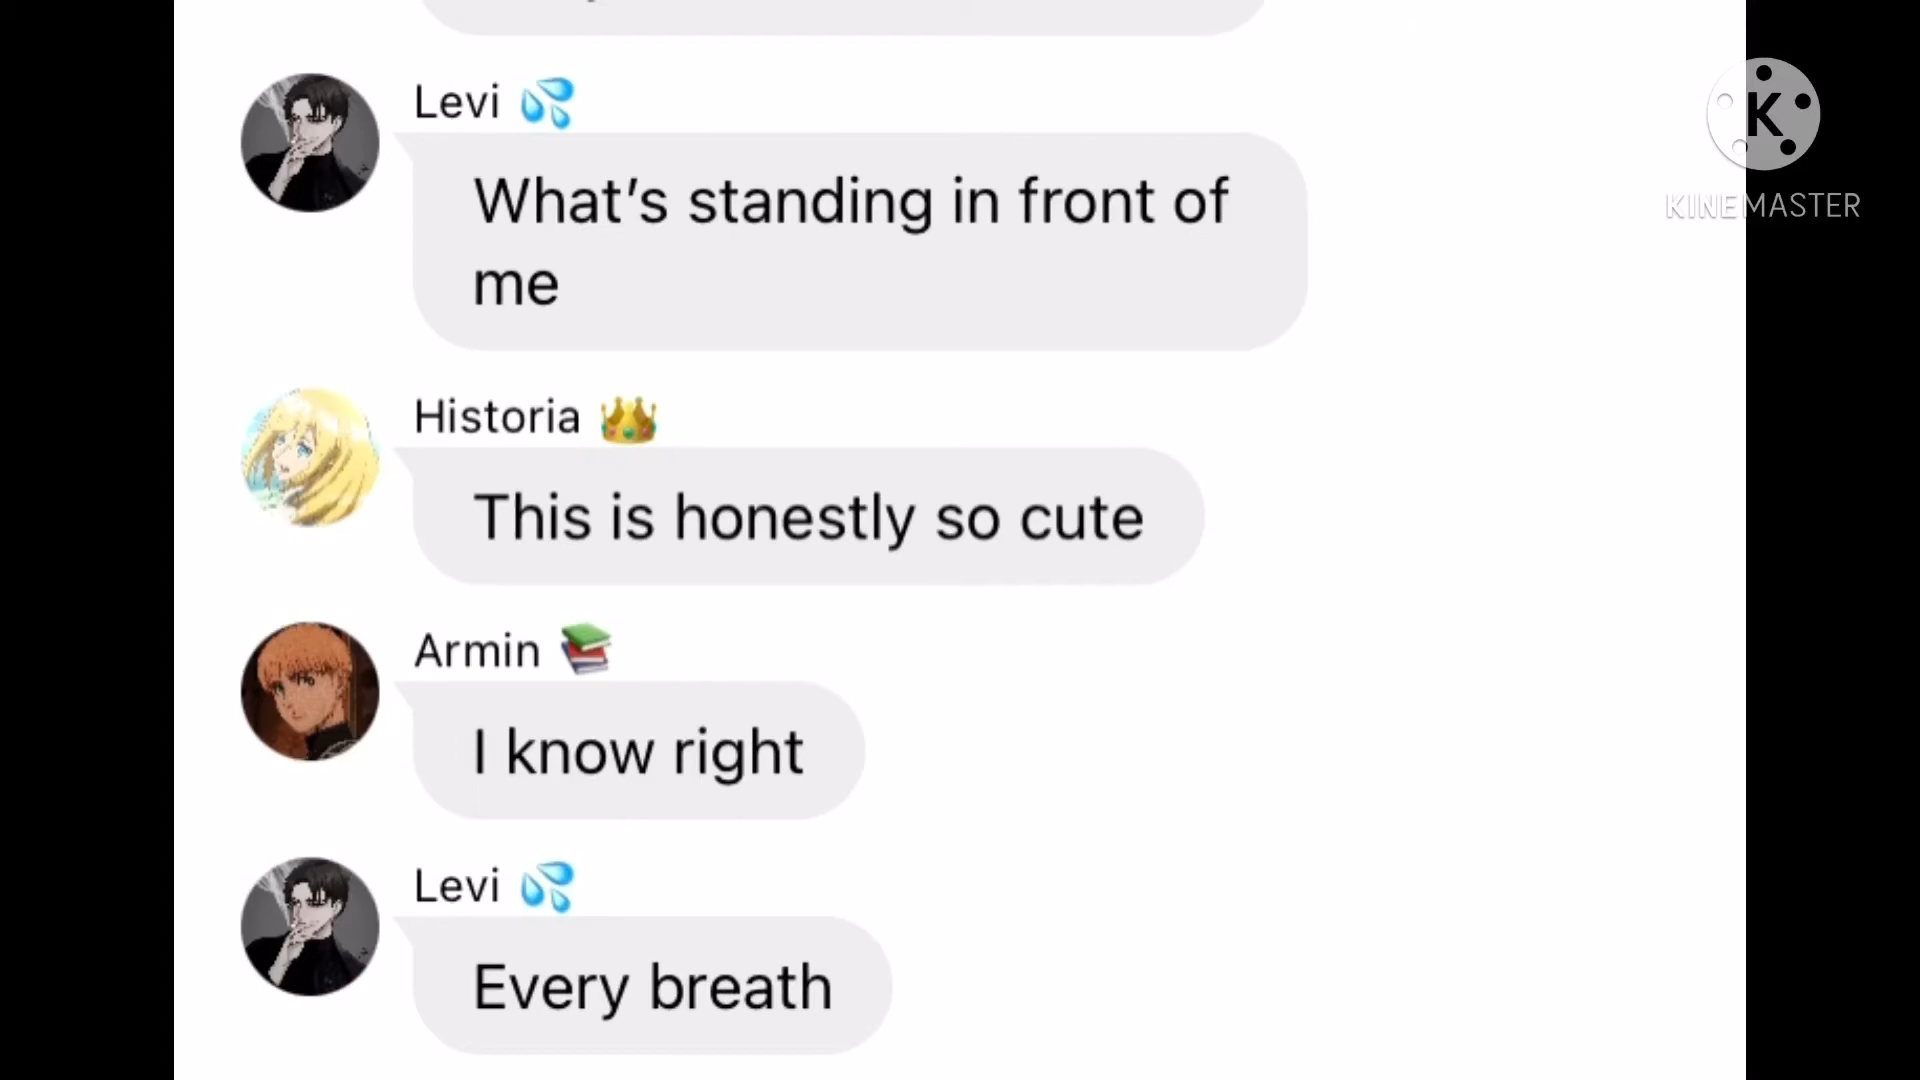 Levi 💦
What's standing in front of
me
K
KINEMASTER
Historia 👑
This is honestly so cute
Armin 📚
I know right
Levi 💦
Every breath